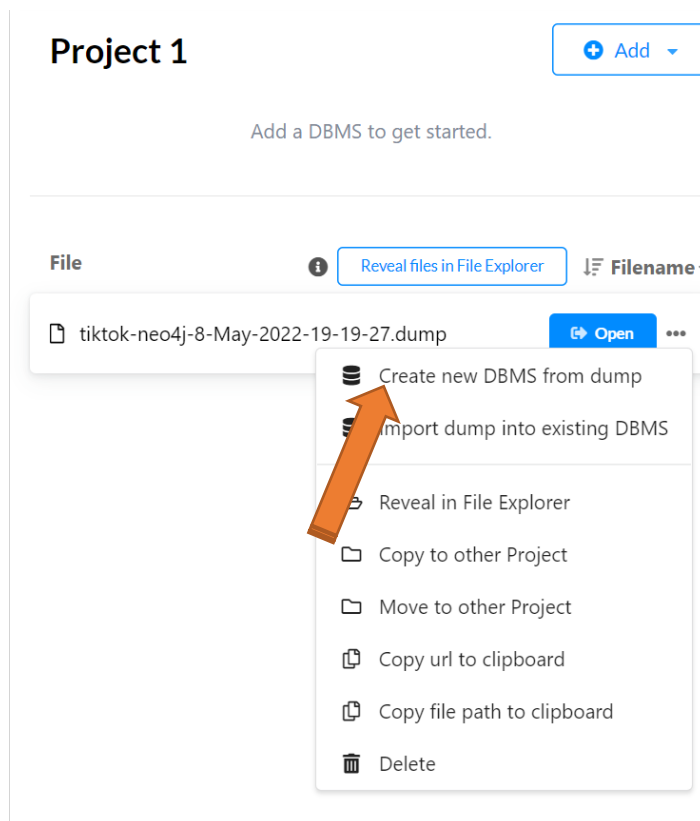 Project 1
Add
Add a DBMS to get started.
File
Reveal files in File Explorer
Filename
tiktok-neo4j-8-May-2022-19-19-27.dump
Open
Create new DBMS from dump
Import dump into existing DBMS
Reveal in File Explorer
Copy to other Project
Move to other Project
Copy url to clipboard
Copy file path to clipboard
Delete